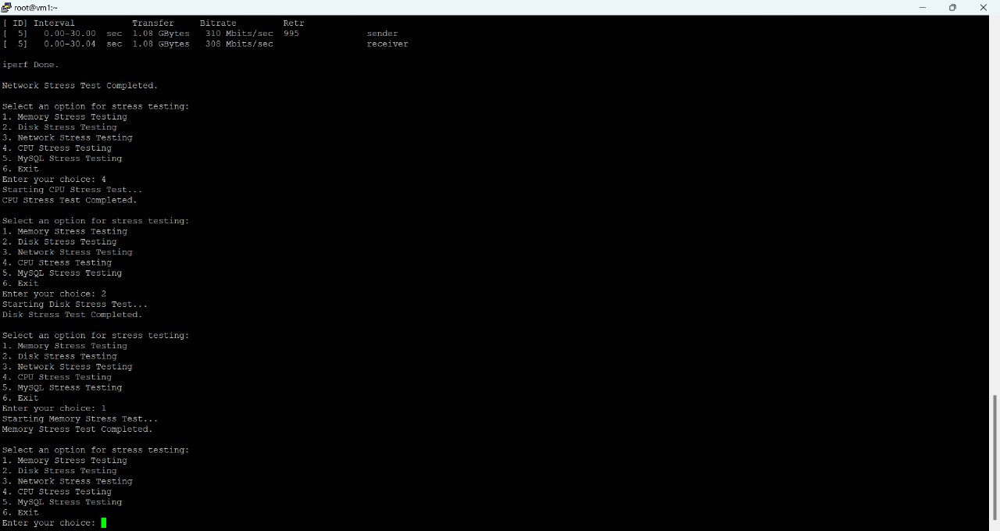 root@vm1:~
[ ID] Interval           Transfer     Bitrate         Retr
[  5]   0.00-30.00  sec  1.08 GBytes   310 Mbits/sec  995             sender
[  5]   0.00-30.04  sec  1.08 GBytes   308 Mbits/sec                  receiver
iperf Done.
Network Stress Test Completed.
Select an option for stress testing:
1. Memory Stress Testing
2. Disk Stress Testing
3. Network Stress Testing
4. CPU Stress Testing
5. MySQL Stress Testing
6. Exit
Enter your choice: 4
Starting CPU Stress Test...
CPU Stress Test Completed.
Select an option for stress testing:
1. Memory Stress Testing
2. Disk Stress Testing
3. Network Stress Testing
4. CPU Stress Testing
5. MySQL Stress Testing
6. Exit
Enter your choice: 2
Starting Disk Stress Test...
Disk Stress Test Completed.
Select an option for stress testing:
1. Memory Stress Testing
2. Disk Stress Testing
3. Network Stress Testing
4. CPU Stress Testing
5. MySQL Stress Testing
6. Exit
Enter your choice: 1
Starting Memory Stress Test...
Memory Stress Test Completed.
Select an option for stress testing:
1. Memory Stress Testing
2. Disk Stress Testing
3. Network Stress Testing
4. CPU Stress Testing
5. MySQL Stress Testing
6. Exit
Enter your choice: